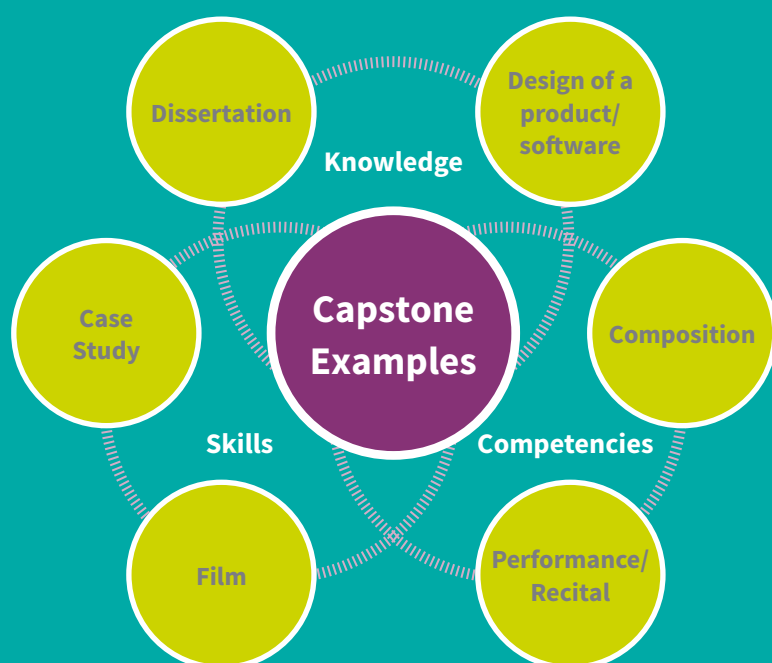 Dissertation
Design of a
product/
software
Knowledge
Case
Study
Capstone
Examples
Composition
Skills
Competencies
Film
Performance/
Recital